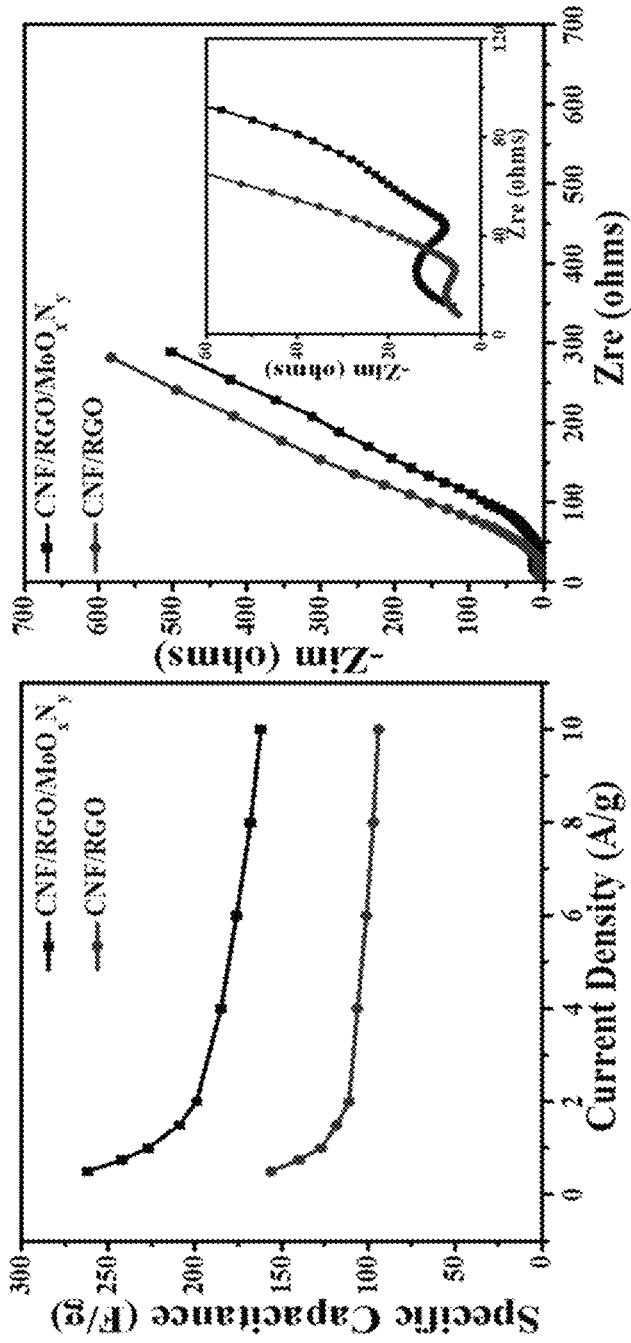 300
250
200
150
100
50
0
Specific Capacitance (F/g)
CNF/RGO/MoOxNy
CNF/RGO
0 2 4 6 8 10
Current Density (A/g)
700
600
500
400
300
200
100
0
-Zim (ohms)
CNF/RGO/MoOxNy
CNF/RGO
60
40
20
0
-Zim (ohms)
0 40 80 120
Zre (ohms)
0 100 200 300 400 500 600 700
Zre (ohms)